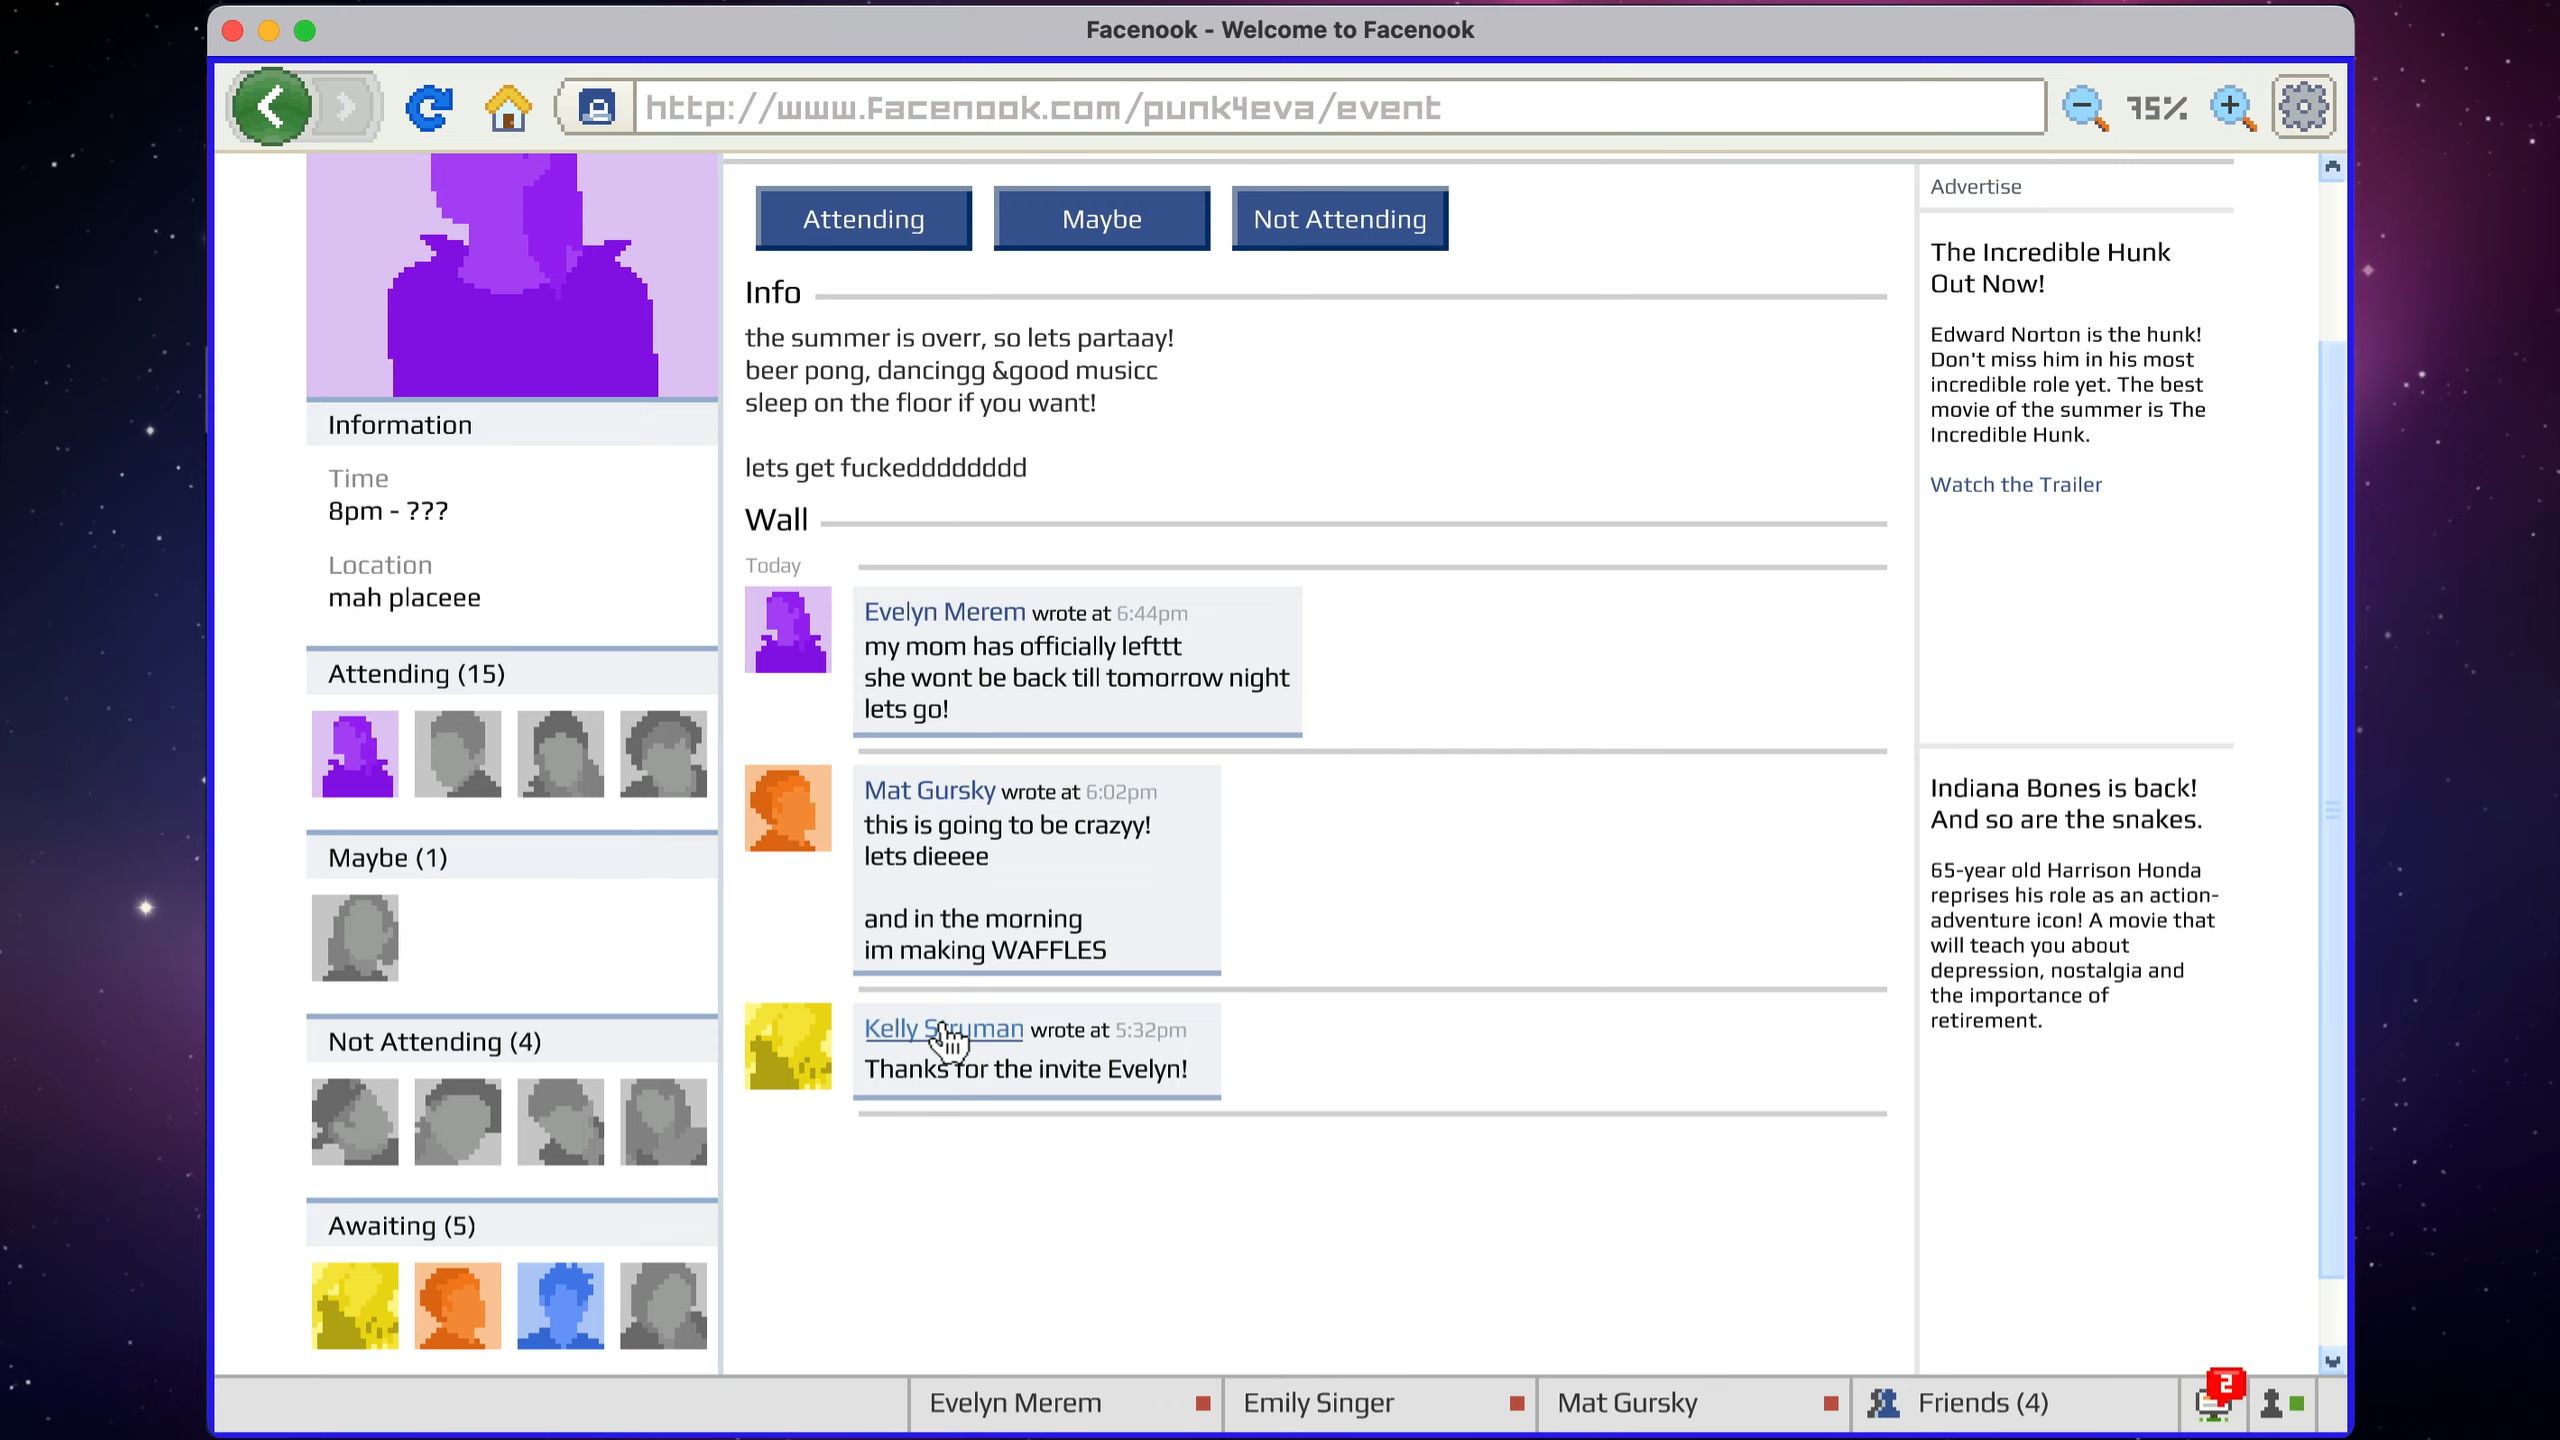 Facenook - Welcome to Facenook
http://www.Facenook.com/punk4eva/event
75%
Attending
Maybe
Not Attending
Info
the summer is overr, so lets partaay!
beer pong, dancingg &good musicc
sleep on the floor if you want!
lets get fuckedddddddd
Information
Time
8pm - ???
Location
mah placeee
Attending (15)
Maybe (1)
Not Attending (4)
Awaiting (5)
Wall
Today
Evelyn Merem wrote at 6:44pm
my mom has officially lefttt
she wont be back till tomorrow night
lets go!
Mat Gursky wrote at 6:02pm
this is going to be crazyy!
lets dieeee
and in the morning
im making WAFFLES
Kelly wrote at 5:32pm
Thanks for the invite Evelyn!
Advertise
The Incredible Hunk
Out Now!
Edward Norton is the hunk!
Don't miss him in his most
incredible role yet. The best
movie of the summer is The
Incredible Hunk.
Watch the Trailer
Indiana Bones is back!
And so are the snakes.
65-year old Harrison Honda
reprises his role as an action-
adventure icon! A movie that
will teach you about
depression, nostalgia and
the importance of
retirement.
Evelyn Merem
Emily Singer
Mat Gursky
Friends (4)
2